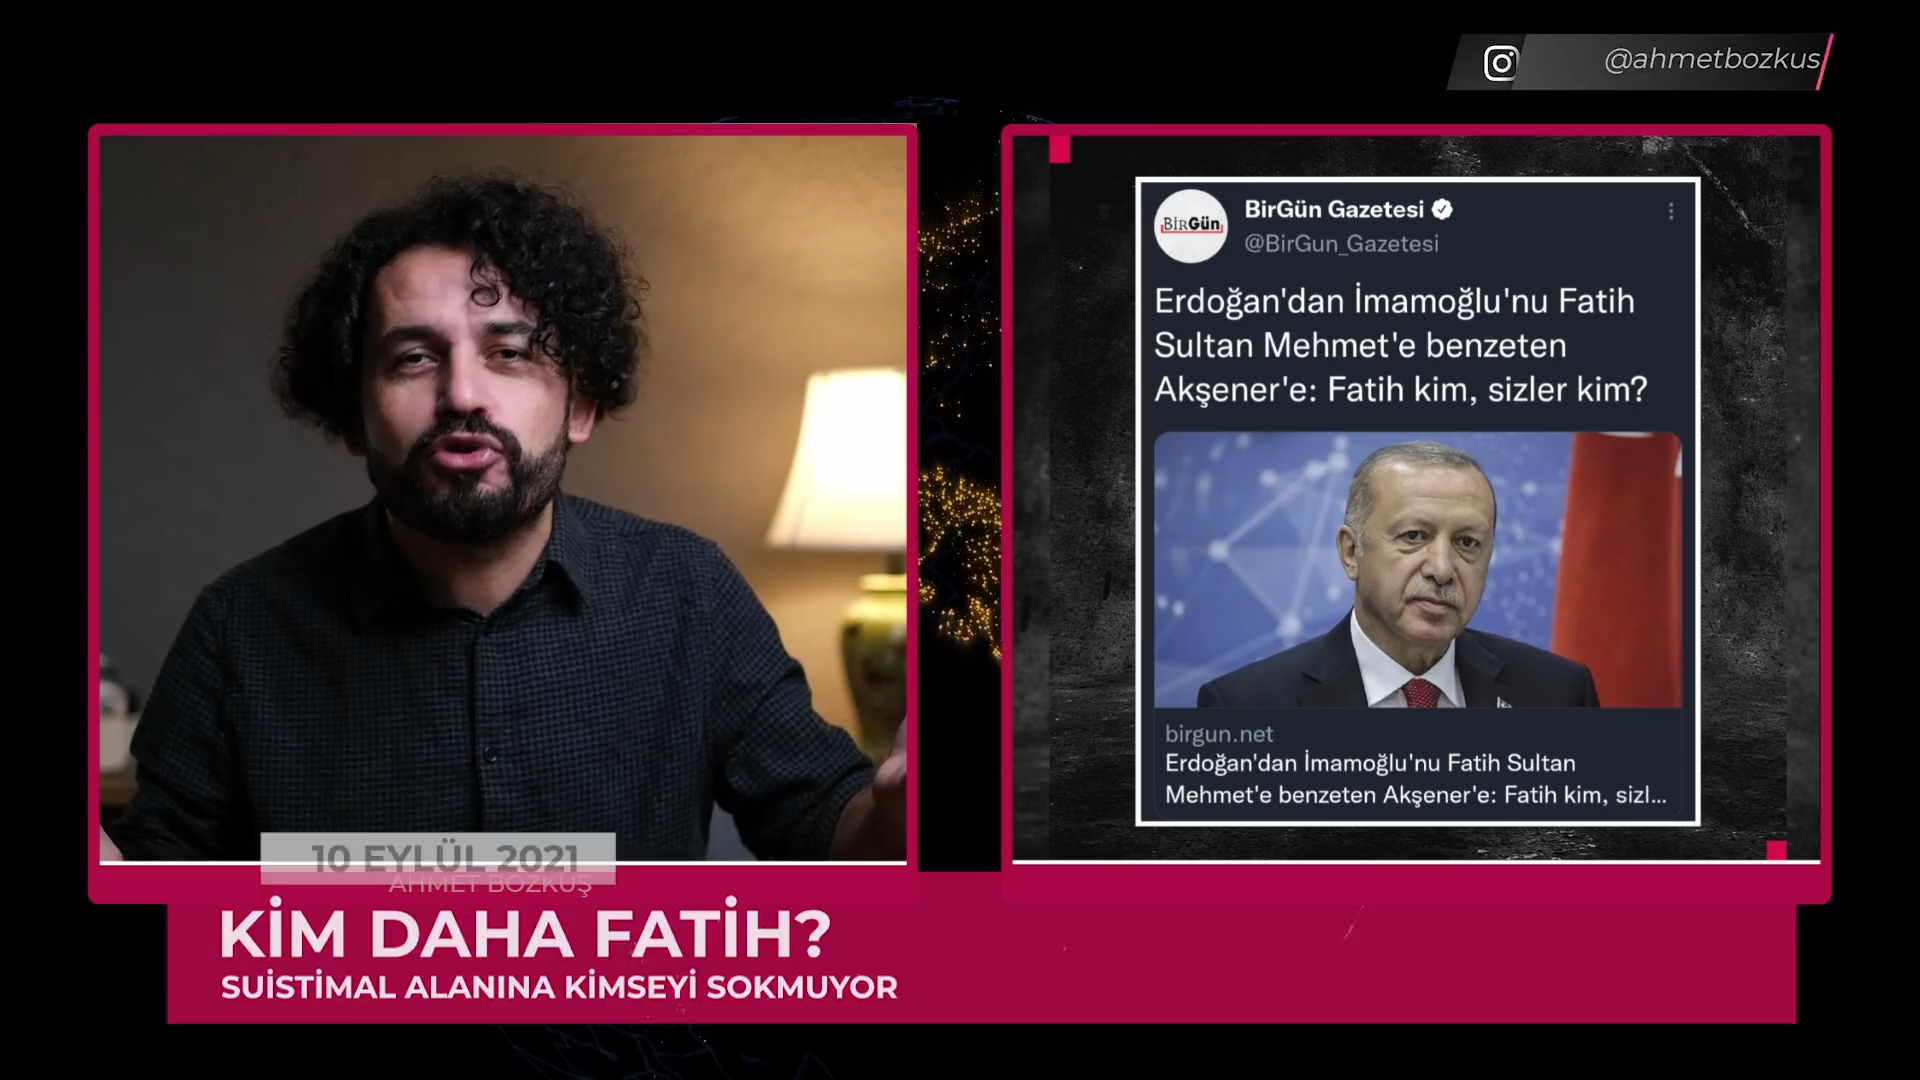 @ahmetbozkus
BİRGün
BirGün Gazetesi
@BirGun_Gazetesi
Erdoğan'dan İmamoğlu'nu Fatih
Sultan Mehmet'e benzeten
Akşener'e: Fatih kim, sizler kim?
birgun.net
Erdoğan'dan İmamoğlu'nu Fatih Sultan
Mehmet'e benzeten Akşener'e: Fatih kim, sizl...
10 EYLÜL 2021
AHMET BOZKUŞ
KİM DAHA FATİH?
SUİSTİMAL ALANINA KİMSEYİ SOKMUYOR